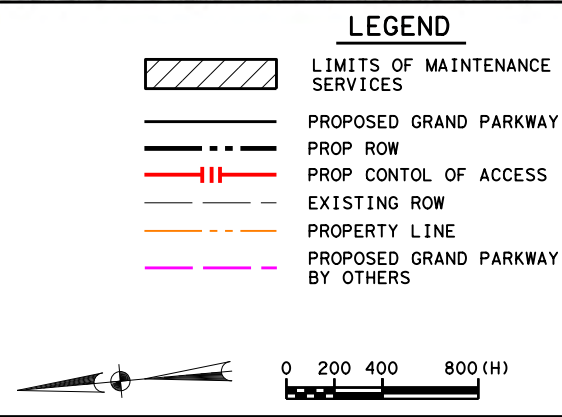 LEGEND
LIMITS OF MAINTENANCE
SERVICES
PROPOSED GRAND PARKWAY
PROP ROW
PROP CONTOL OF ACCESS
EXISTING ROW
PROPERTY LINE
PROPOSED GRAND PARKWAY
BY OTHERS
0 200 400 800(H)